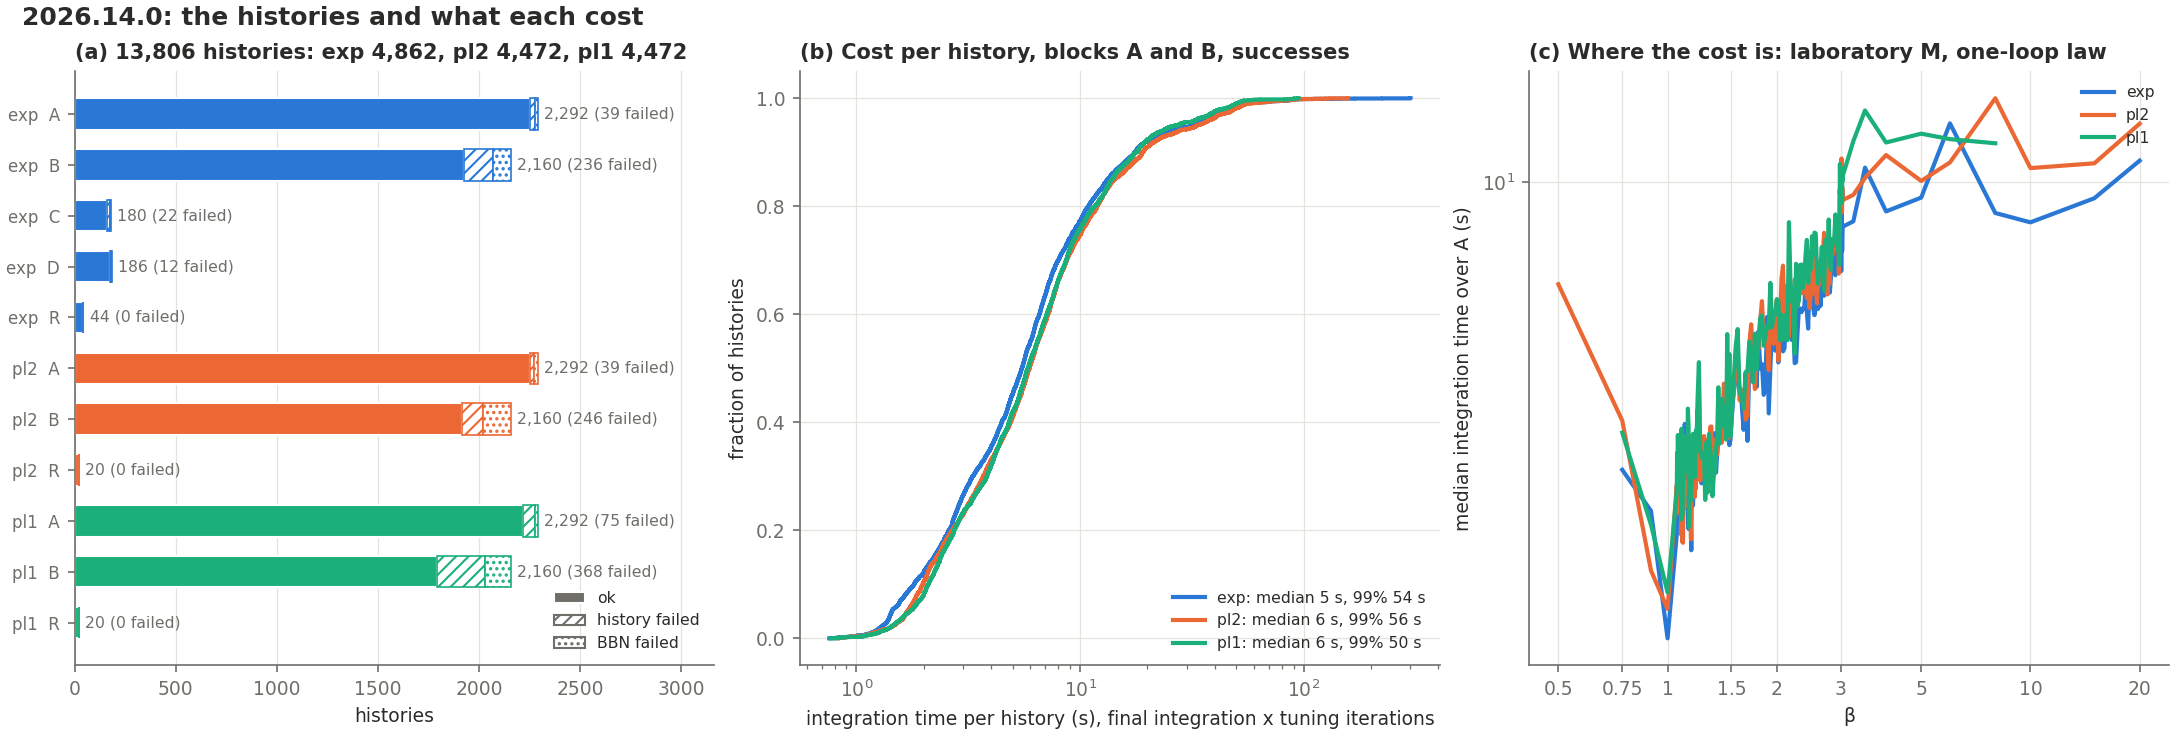 2026.14.0: the histories and what each cost
(a) 13,806 histories: exp 4,862, pl2 4,472, pl1 4,472
exp A
2,292 (39 failed)
exp B
2,160 (236 failed)
exp C
180 (22 failed)
exp D
186 (12 failed)
exp R
44 (0 failed)
pl2 A
2,292 (39 failed)
pl2 B
2,160 (246 failed)
pl2 R
20 (0 failed)
pl1 A
2,292 (75 failed)
pl1 B
2,160 (368 failed)
pl1 R
20 (0 failed)
ok
history failed
BBN failed
0 500 1000 1500 2000 2500 3000
histories
(b) Cost per history, blocks A and B, successes
fraction of histories
1.0
0.8
0.6
0.4
0.2
0.0
exp: median 5 s, 99% 54 s
pl2: median 6 s, 99% 56 s
pl1: median 6 s, 99% 50 s
10⁰ 10¹ 10²
integration time per history (s), final integration x tuning iterations
(c) Where the cost is: laboratory M, one-loop law
median integration time over A (s)
10¹
exp
pl2
pl1
0.5 0.75 1 1.5 2 3 5 10 20
β